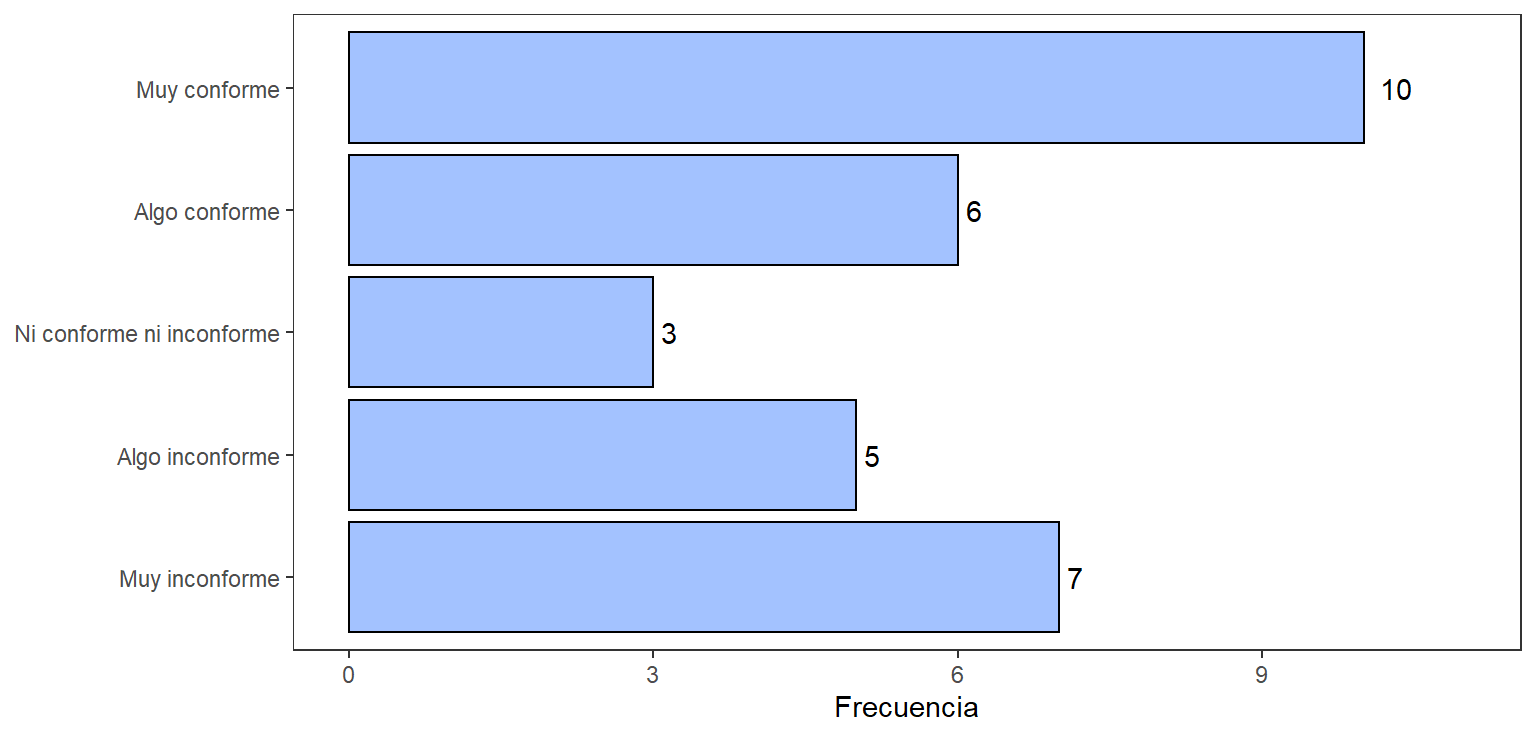 Muy conforme 10
Algo conforme 6
Ni conforme ni inconforme 3
Algo inconforme 5
Muy inconforme 7
0 3 6 9
Frecuencia